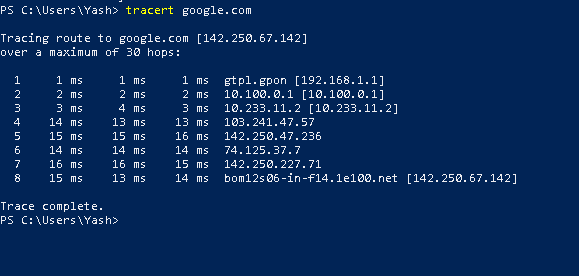 PS C:\Users\Yash> tracert google.com
Tracing route to google.com [142.250.67.142]
over a maximum of 30 hops:
1 1 ms 1 ms 1 ms gtpl.gpon [192.168.1.1]
2 2 ms 2 ms 2 ms 10.100.0.1 [10.100.0.1]
3 3 ms 4 ms 3 ms 10.233.11.2 [10.233.11.2]
4 14 ms 13 ms 13 ms 103.241.47.57
5 15 ms 15 ms 16 ms 142.250.47.236
6 14 ms 14 ms 14 ms 74.125.37.7
7 16 ms 16 ms 15 ms 142.250.227.71
8 15 ms 13 ms 14 ms bom12s06-in-f14.1e100.net [142.250.67.142]
Trace complete.
PS C:\Users\Yash>